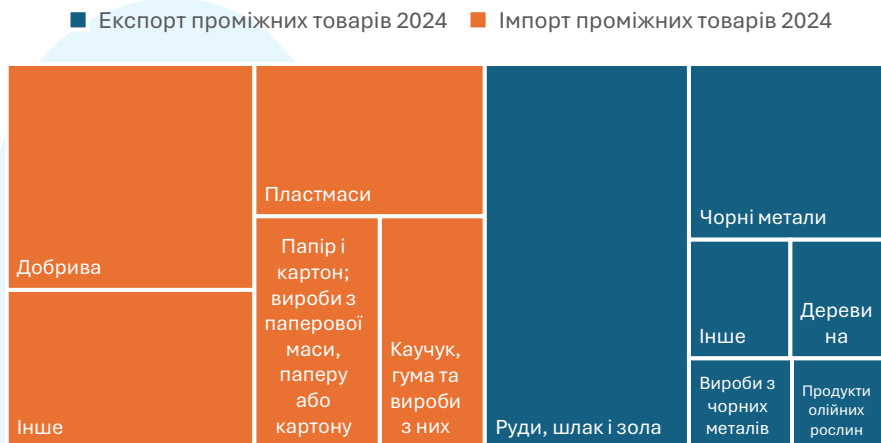 Експорт проміжних товарів 2024 Імпорт проміжних товарів 2024
Добрива
Інше
Пластмаси
Папір і
картон;
вироби з
паперової
маси,
паперу
або
картону
Каучук,
гума та
вироби
з них
Руди, шлак і зола
Чорні метали
Інше
Дереви
на
Вироби з
чорних
металів
Продукти
олійних
рослин